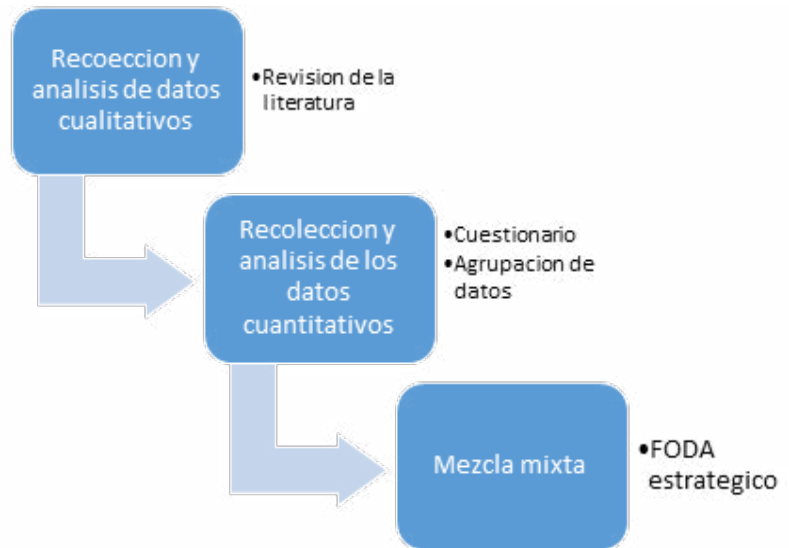 Recoeccion y
analisis de datos
cualitativos
•Revision de la
literatura
Recoleccion y
analisis de los
datos
cuantitativos
•Cuestionario
•Agrupacion de
datos
Mezcla mixta
•FODA
estrategico